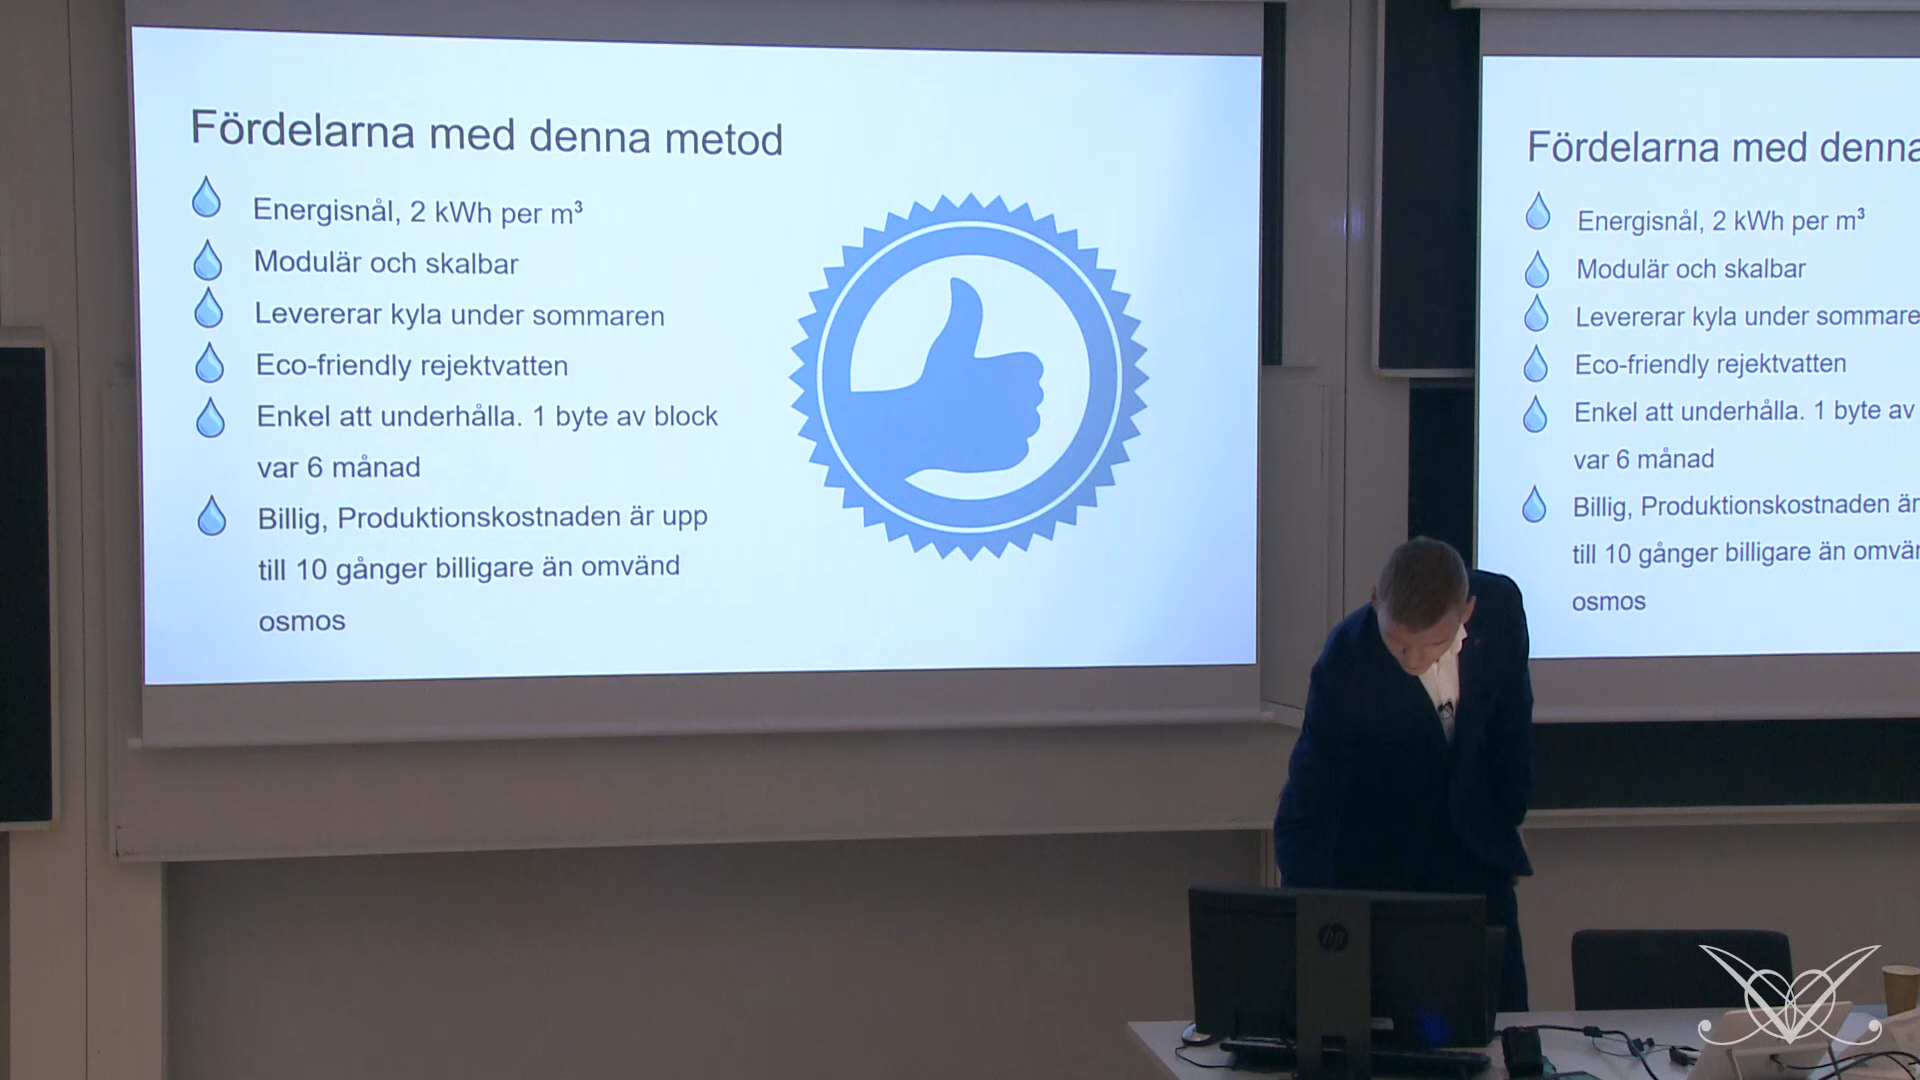 Fördelarna med denna metod
Energisnål, 2 kWh per m³
Modulär och skalbar
Levererar kyla under sommaren
Eco-friendly rejektvatten
Enkel att underhålla. 1 byte av block
var 6 månad
Billig, Produktionskostnaden är upp
till 10 gånger billigare än omvänd
osmos
Fördelarna med denna
Energisnål, 2 kWh per m³
Modulär och skalbar
Levererar kyla under sommare
Eco-friendly rejektvatten
Enkel att underhålla. 1 byte av
var 6 månad
Billig, Produktionskostnaden är
till 10 gånger billigare än omvän
osmos
hp